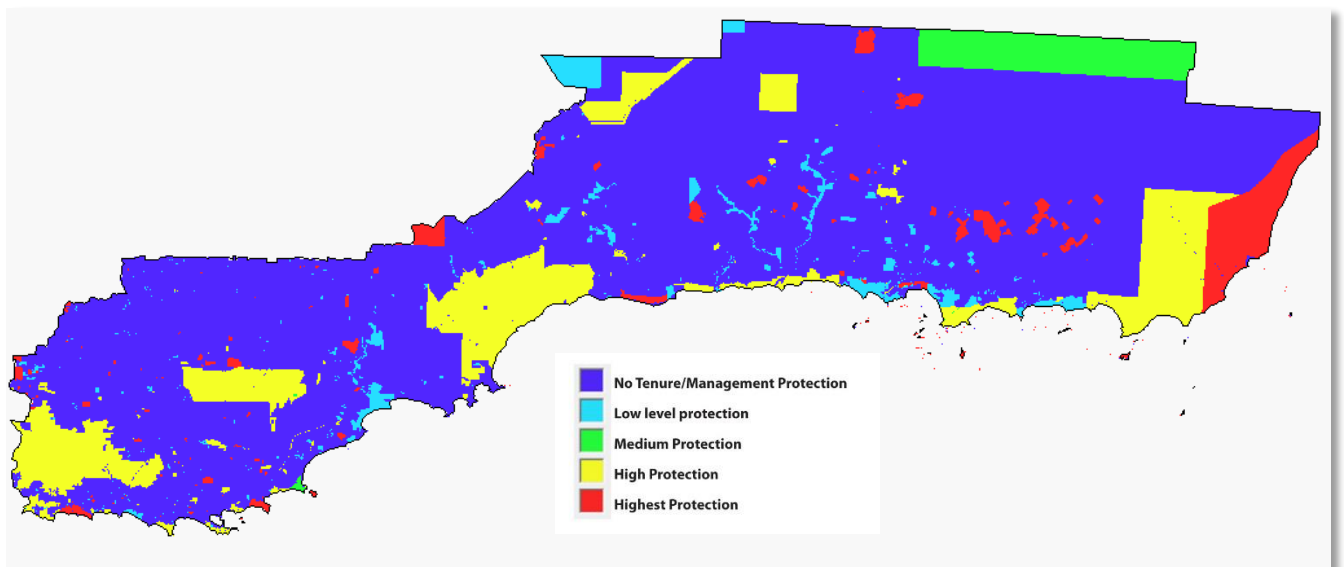 No Tenure/Management Protection
Low level protection
Medium Protection
High Protection
Highest Protection